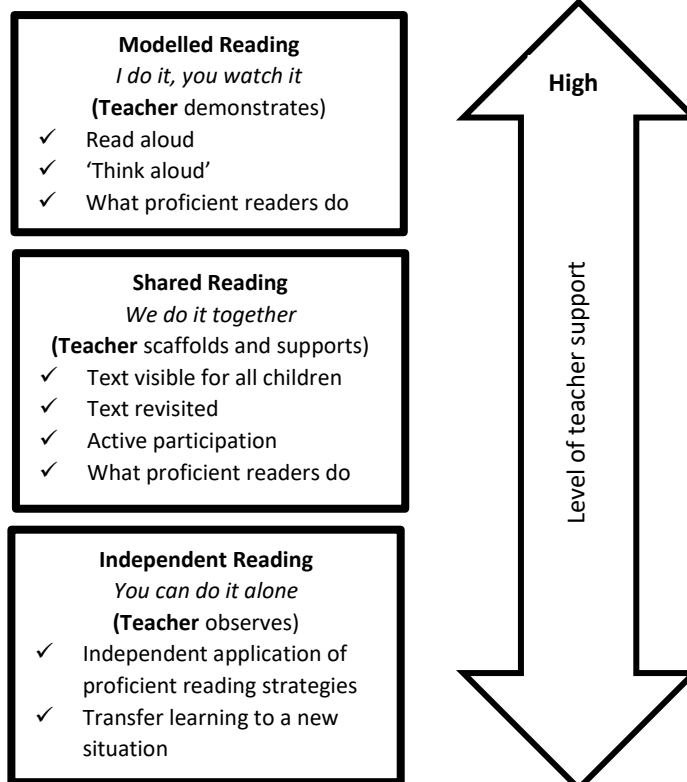 Modelled Reading
I do it, you watch it
(Teacher demonstrates)
✓ Read aloud
✓ ‘Think aloud’
✓ What proficient readers do
High
Shared Reading
We do it together
(Teacher scaffolds and supports)
✓ Text visible for all children
✓ Text revisited
✓ Active participation
✓ What proficient readers do
Level of teacher support
Independent Reading
You can do it alone
(Teacher observes)
✓ Independent application of
proficient reading strategies
✓ Transfer learning to a new
situation